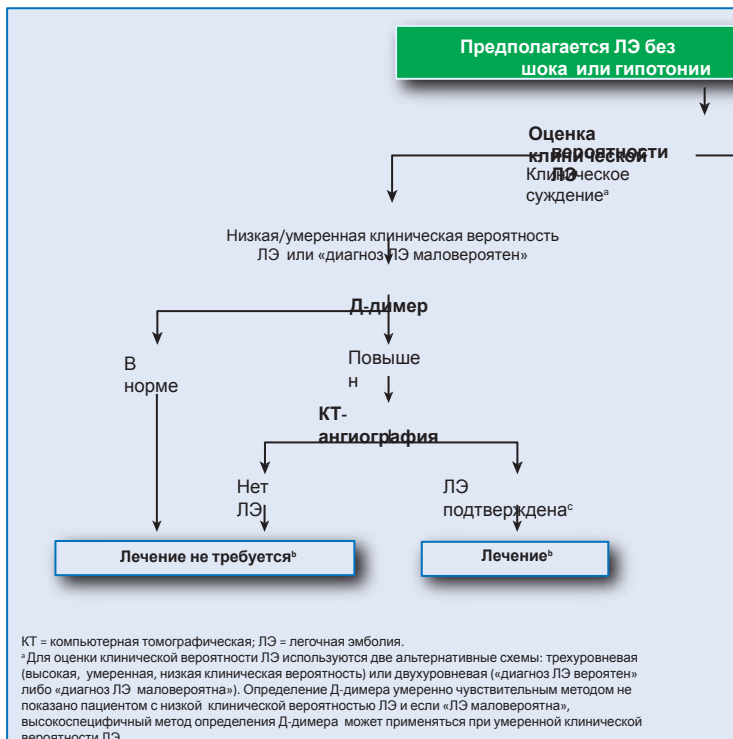 Предполагается ЛЭ без
шока или гипотонии
Оценка
клинической
вероятности
ЛЭ
Клиническое
суждениеᵃ
Низкая/умеренная клиническая вероятность
ЛЭ или «диагноз ЛЭ маловероятен»
Д-димер
В
норме
Повыше
н
КТ-
ангиография
Нет
ЛЭ
ЛЭ
подтвержденаᶜ
Лечение не требуетсяᵇ
Лечениеᵇ
КТ = компьютерная томографическая; ЛЭ = легочная эмболия.
ᵃ Для оценки клинической вероятности ЛЭ используются две альтернативные схемы: трехуровневая
(высокая, умеренная, низкая клиническая вероятность) или двухуровневая («диагноз ЛЭ вероятен»
либо «диагноз ЛЭ маловероятна»). Определение Д-димера умеренно чувствительным методом не
показано пациентом с низкой клинической вероятностью ЛЭ и если «ЛЭ маловероятна»,
высокоспецифичный метод определения Д-димера может применяться при умеренной клинической
вероятности ЛЭ